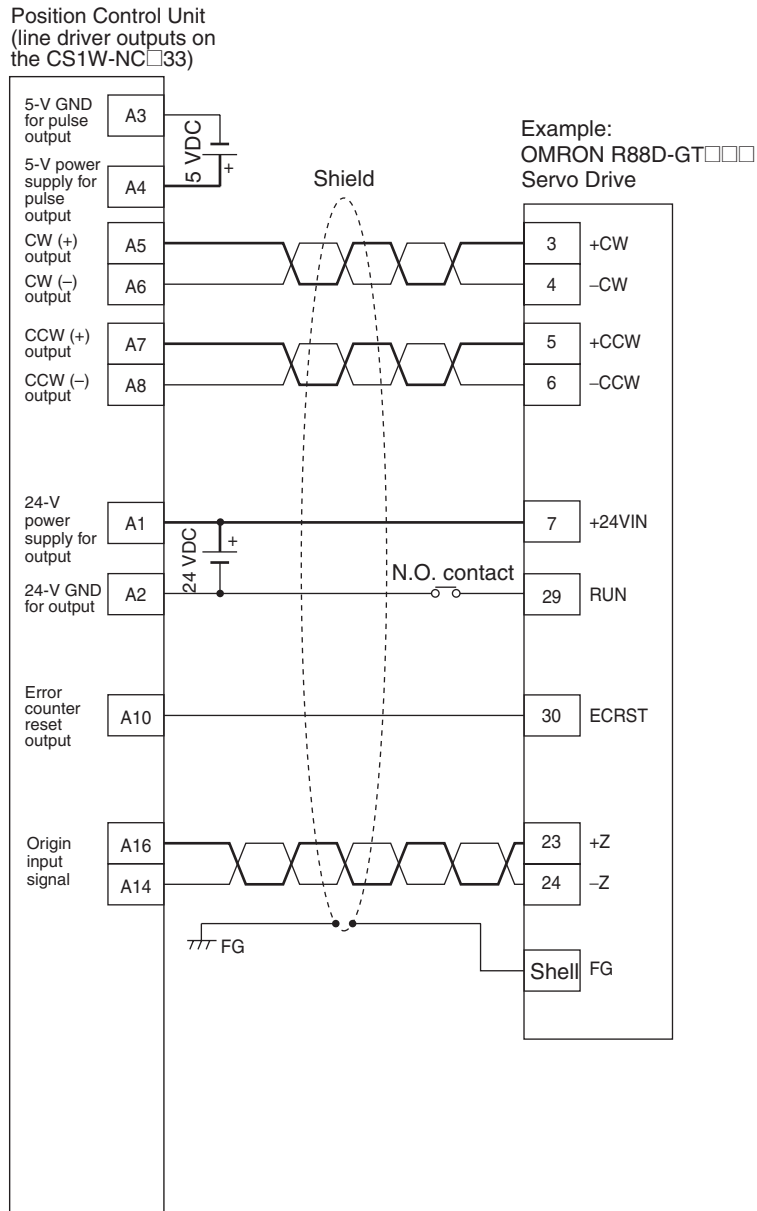 Position Control Unit
(line driver outputs on
the CS1W-NC□33)
5-V GND
for pulse
output
A3
5 VDC
+
5-V power
supply for
pulse
output
A4
Example:
OMRON R88D-GT□□□
Servo Drive
Shield
CW (+)
output
A5
3
+CW
CW (–)
output
A6
4
–CW
CCW (+)
output
A7
5
+CCW
CCW (–)
output
A8
6
–CCW
24-V
power
supply for
output
A1
7
+24VIN
24 VDC
+
24-V GND
for output
A2
N.O. contact
29
RUN
Error
counter
reset
output
A10
30
ECRST
Origin
input
signal
A16
23
+Z
A14
24
–Z
FG
Shell
FG